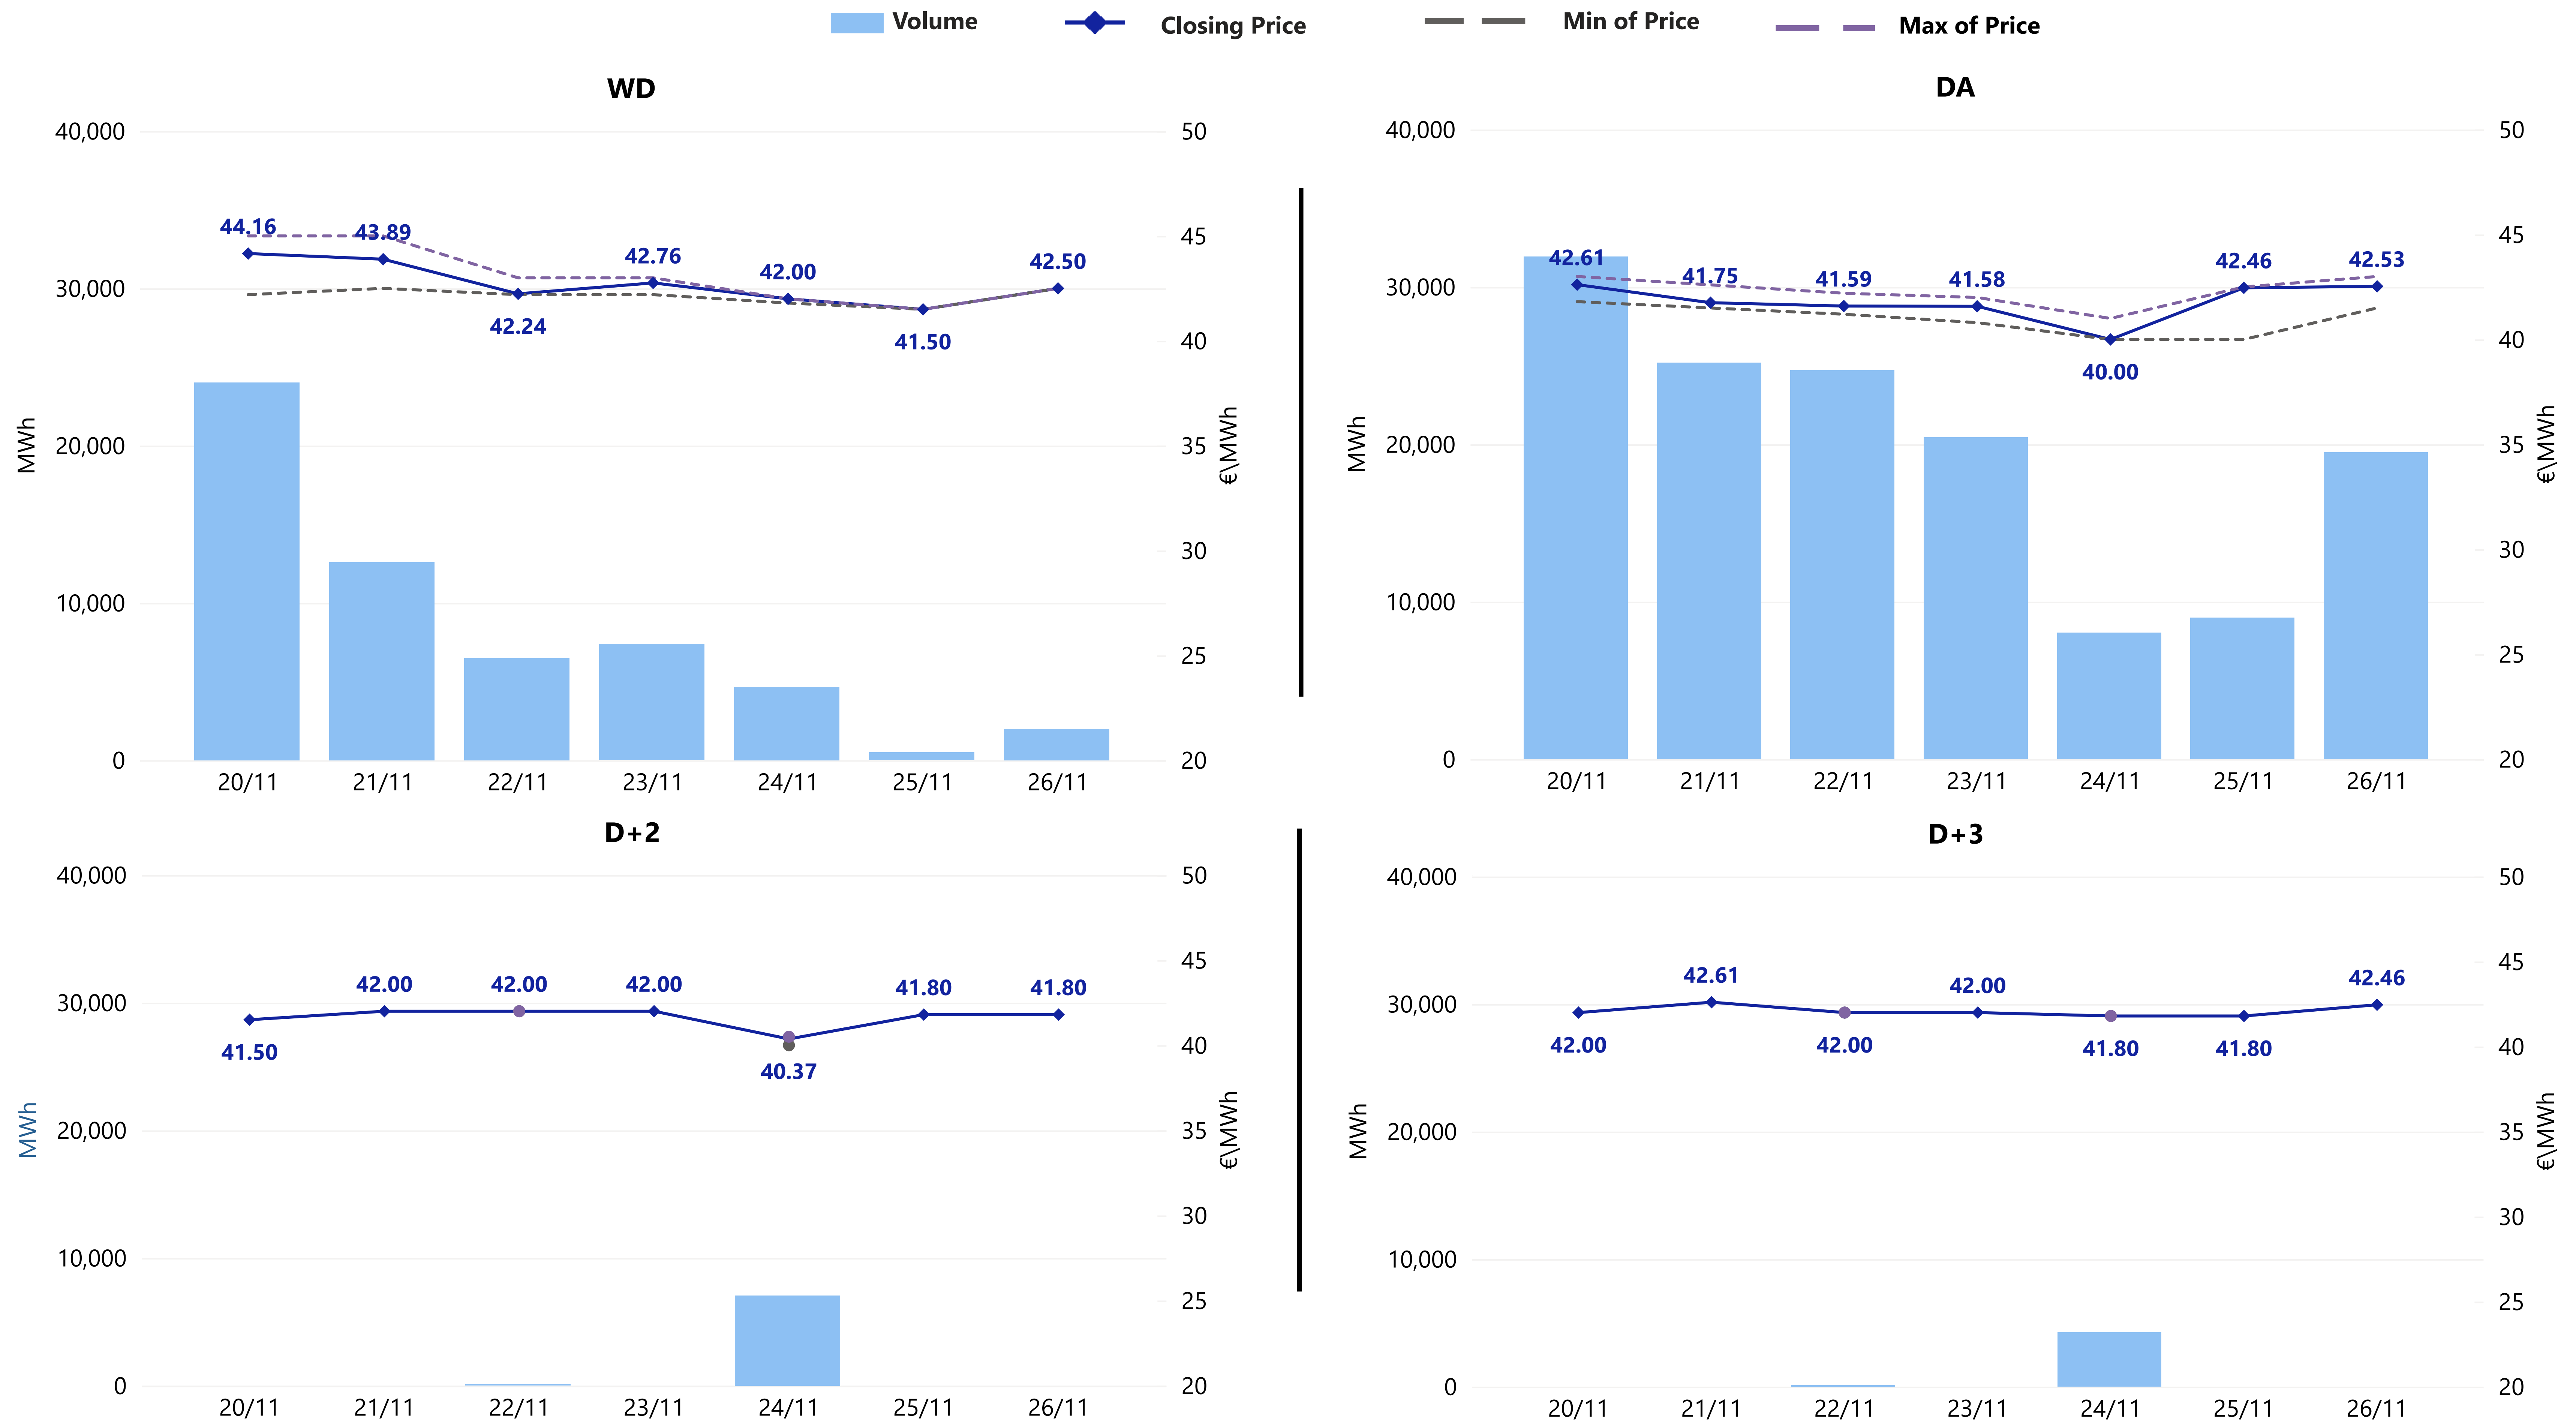 Volume Closing Price Min of Price Max of Price
WD
40,000 50
44.16 43.89 42.24 42.76 42.00 41.50 42.50
45
30,000
40
MWh
20,000 35
€\MWh
30
10,000
25
0 20
20/11 21/11 22/11 23/11 24/11 25/11 26/11
DA
40,000 50
42.61 41.75 41.59 41.58 40.00 42.46 42.53
45
30,000
40
MWh
20,000 35
€\MWh
30
10,000
25
0 20
20/11 21/11 22/11 23/11 24/11 25/11 26/11
D+2
40,000 50
45
41.50 42.00 42.00 42.00 40.37 41.80 41.80
30,000
40
MWh
20,000 35
€\MWh
30
10,000
25
0 20
20/11 21/11 22/11 23/11 24/11 25/11 26/11
D+3
40,000 50
45
42.00 42.61 42.00 42.00 41.80 41.80 42.46
30,000
40
MWh
20,000 35
€\MWh
30
10,000
25
0 20
20/11 21/11 22/11 23/11 24/11 25/11 26/11